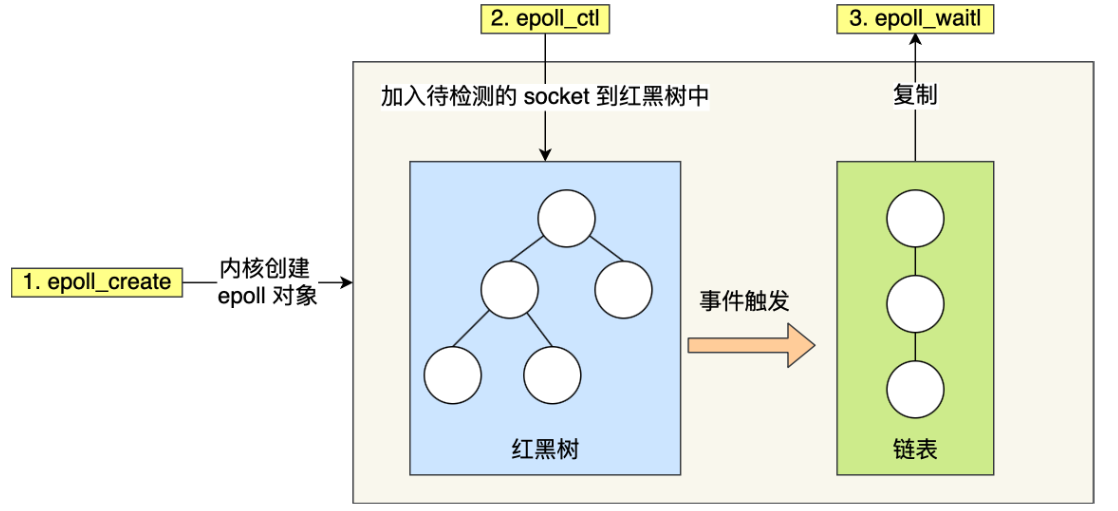 2. epoll_ctl
3. epoll_waitl
加入待检测的 socket 到红黑树中
复制
1. epoll_create
内核创建
epoll 对象
事件触发
红黑树
链表